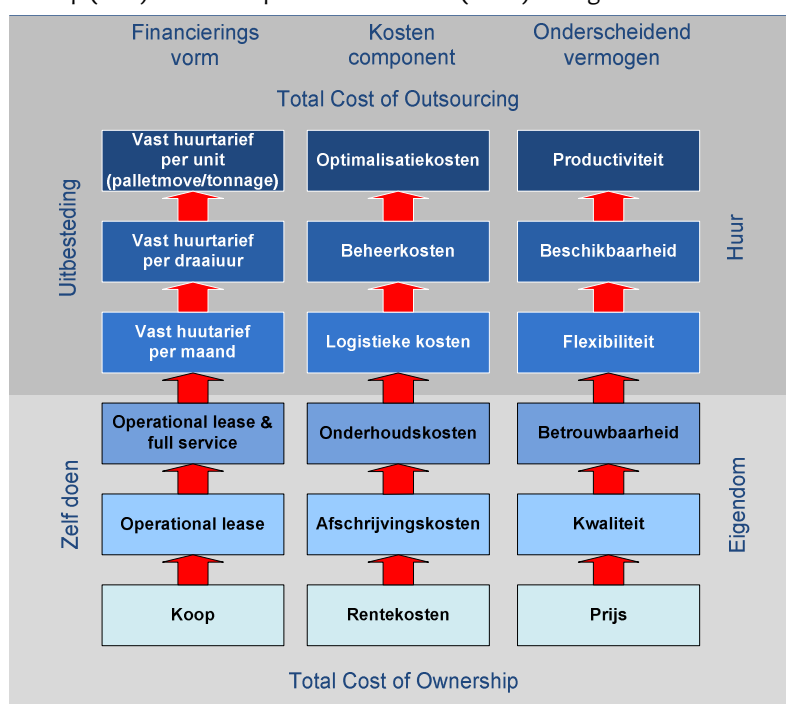 Financierings
vorm
Kosten
component
Onderscheidend
vermogen
Total Cost of Outsourcing
Uitbesteding
Huur
Vast huurtarief
per unit
(palletmove/tonnage)
Optimalisatiekosten
Productiviteit
Vast huurtarief
per draaiuur
Beheerkosten
Beschikbaarheid
Vast huutarief
per maand
Logistieke kosten
Flexibiliteit
Zelf doen
Eigendom
Operational lease &
full service
Onderhoudskosten
Betrouwbaarheid
Operational lease
Afschrijvingskosten
Kwaliteit
Koop
Rentekosten
Prijs
Total Cost of Ownership